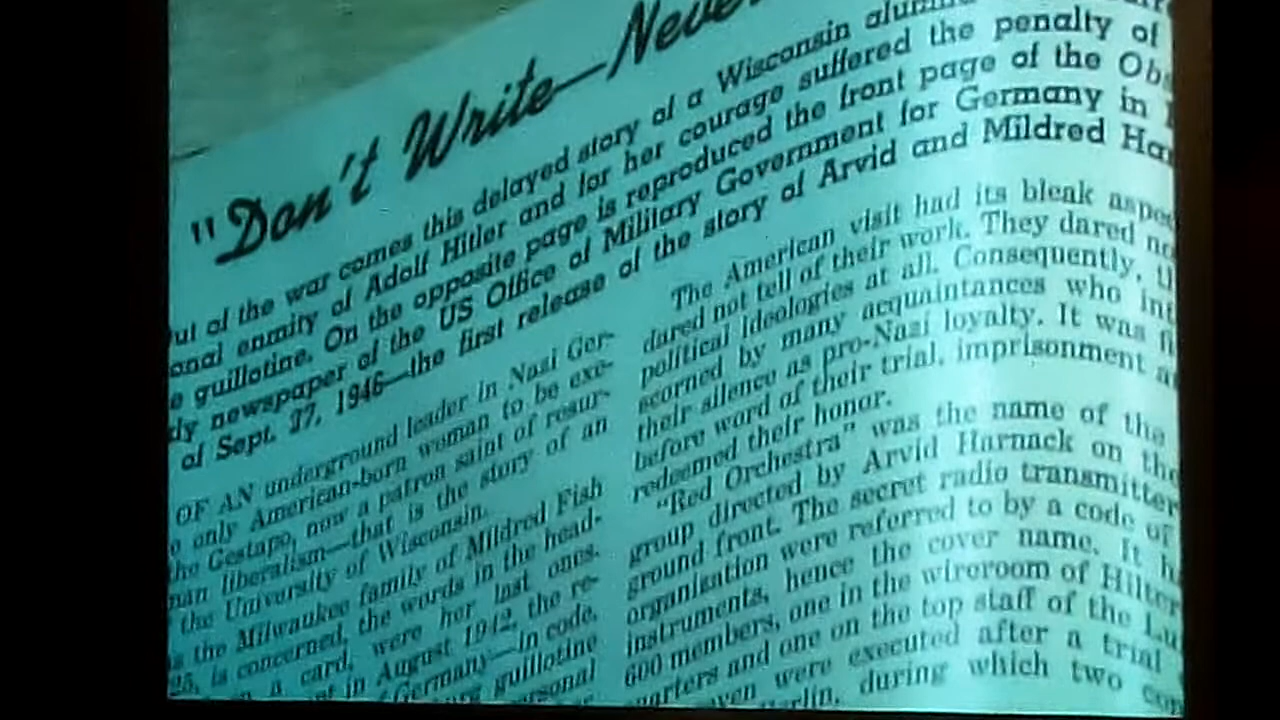 "Don't Write—Never
of the war comes this delayed story of a Wisconsin
enmity of Adolf Hitler and for her courage suffered the penalty of
guillotine. On the opposite page is reproduced the front page of the
newspaper of the US Office of Military Government for Germany in
of Sept. 27, 1946—the first release of the story of Arvid and Mildred
OF AN underground leader in Nazi Ger-
only American-born woman to be exe-
the Gestapo, now a patron saint of resur-
liberalism—that is the story of an
the University of Wisconsin.
the Milwaukee family of Mildred Fish
'25, is concerned, the words in the head-
a card, were her last ones.
in August 1942, the re-
Germany—in code,
guillotine
The American visit had its bleak
dared not tell of their work. They dared
political ideologies at all. Consequently,
scorned by many acquaintances who
their silence as pro-Nazi loyalty. It was
before word of their trial, imprisonment
redeemed their honor.
"Red Orchestra" was the name of the
group directed by Arvid Harnack on the
ground front. The secret radio transmitter
organization were referred to by a code of
instruments, hence the cover name. It
600 members, one in the wireroom of Hitler
and one on the top staff of the
were executed after a trial
during which two